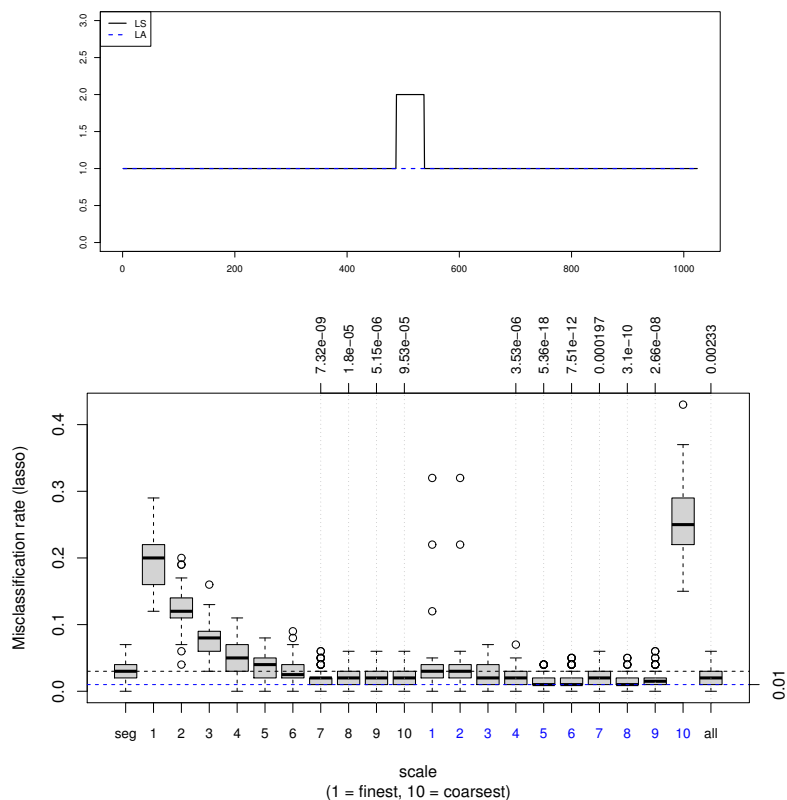 LS
LA
3.0
2.5
2.0
1.5
1.0
0.5
0.0
0 200 400 600 800 1000
7.32e-09 1.8e-05 5.15e-06 9.53e-05 3.53e-06 5.36e-18 7.51e-12 0.000197 3.1e-10 2.66e-08 0.00233
Misclassification rate (lasso)
0.4
0.3
0.2
0.1
0.0
0.01
seg 1 2 3 4 5 6 7 8 9 10 1 2 3 4 5 6 7 8 9 10 all
scale
(1 = finest, 10 = coarsest)